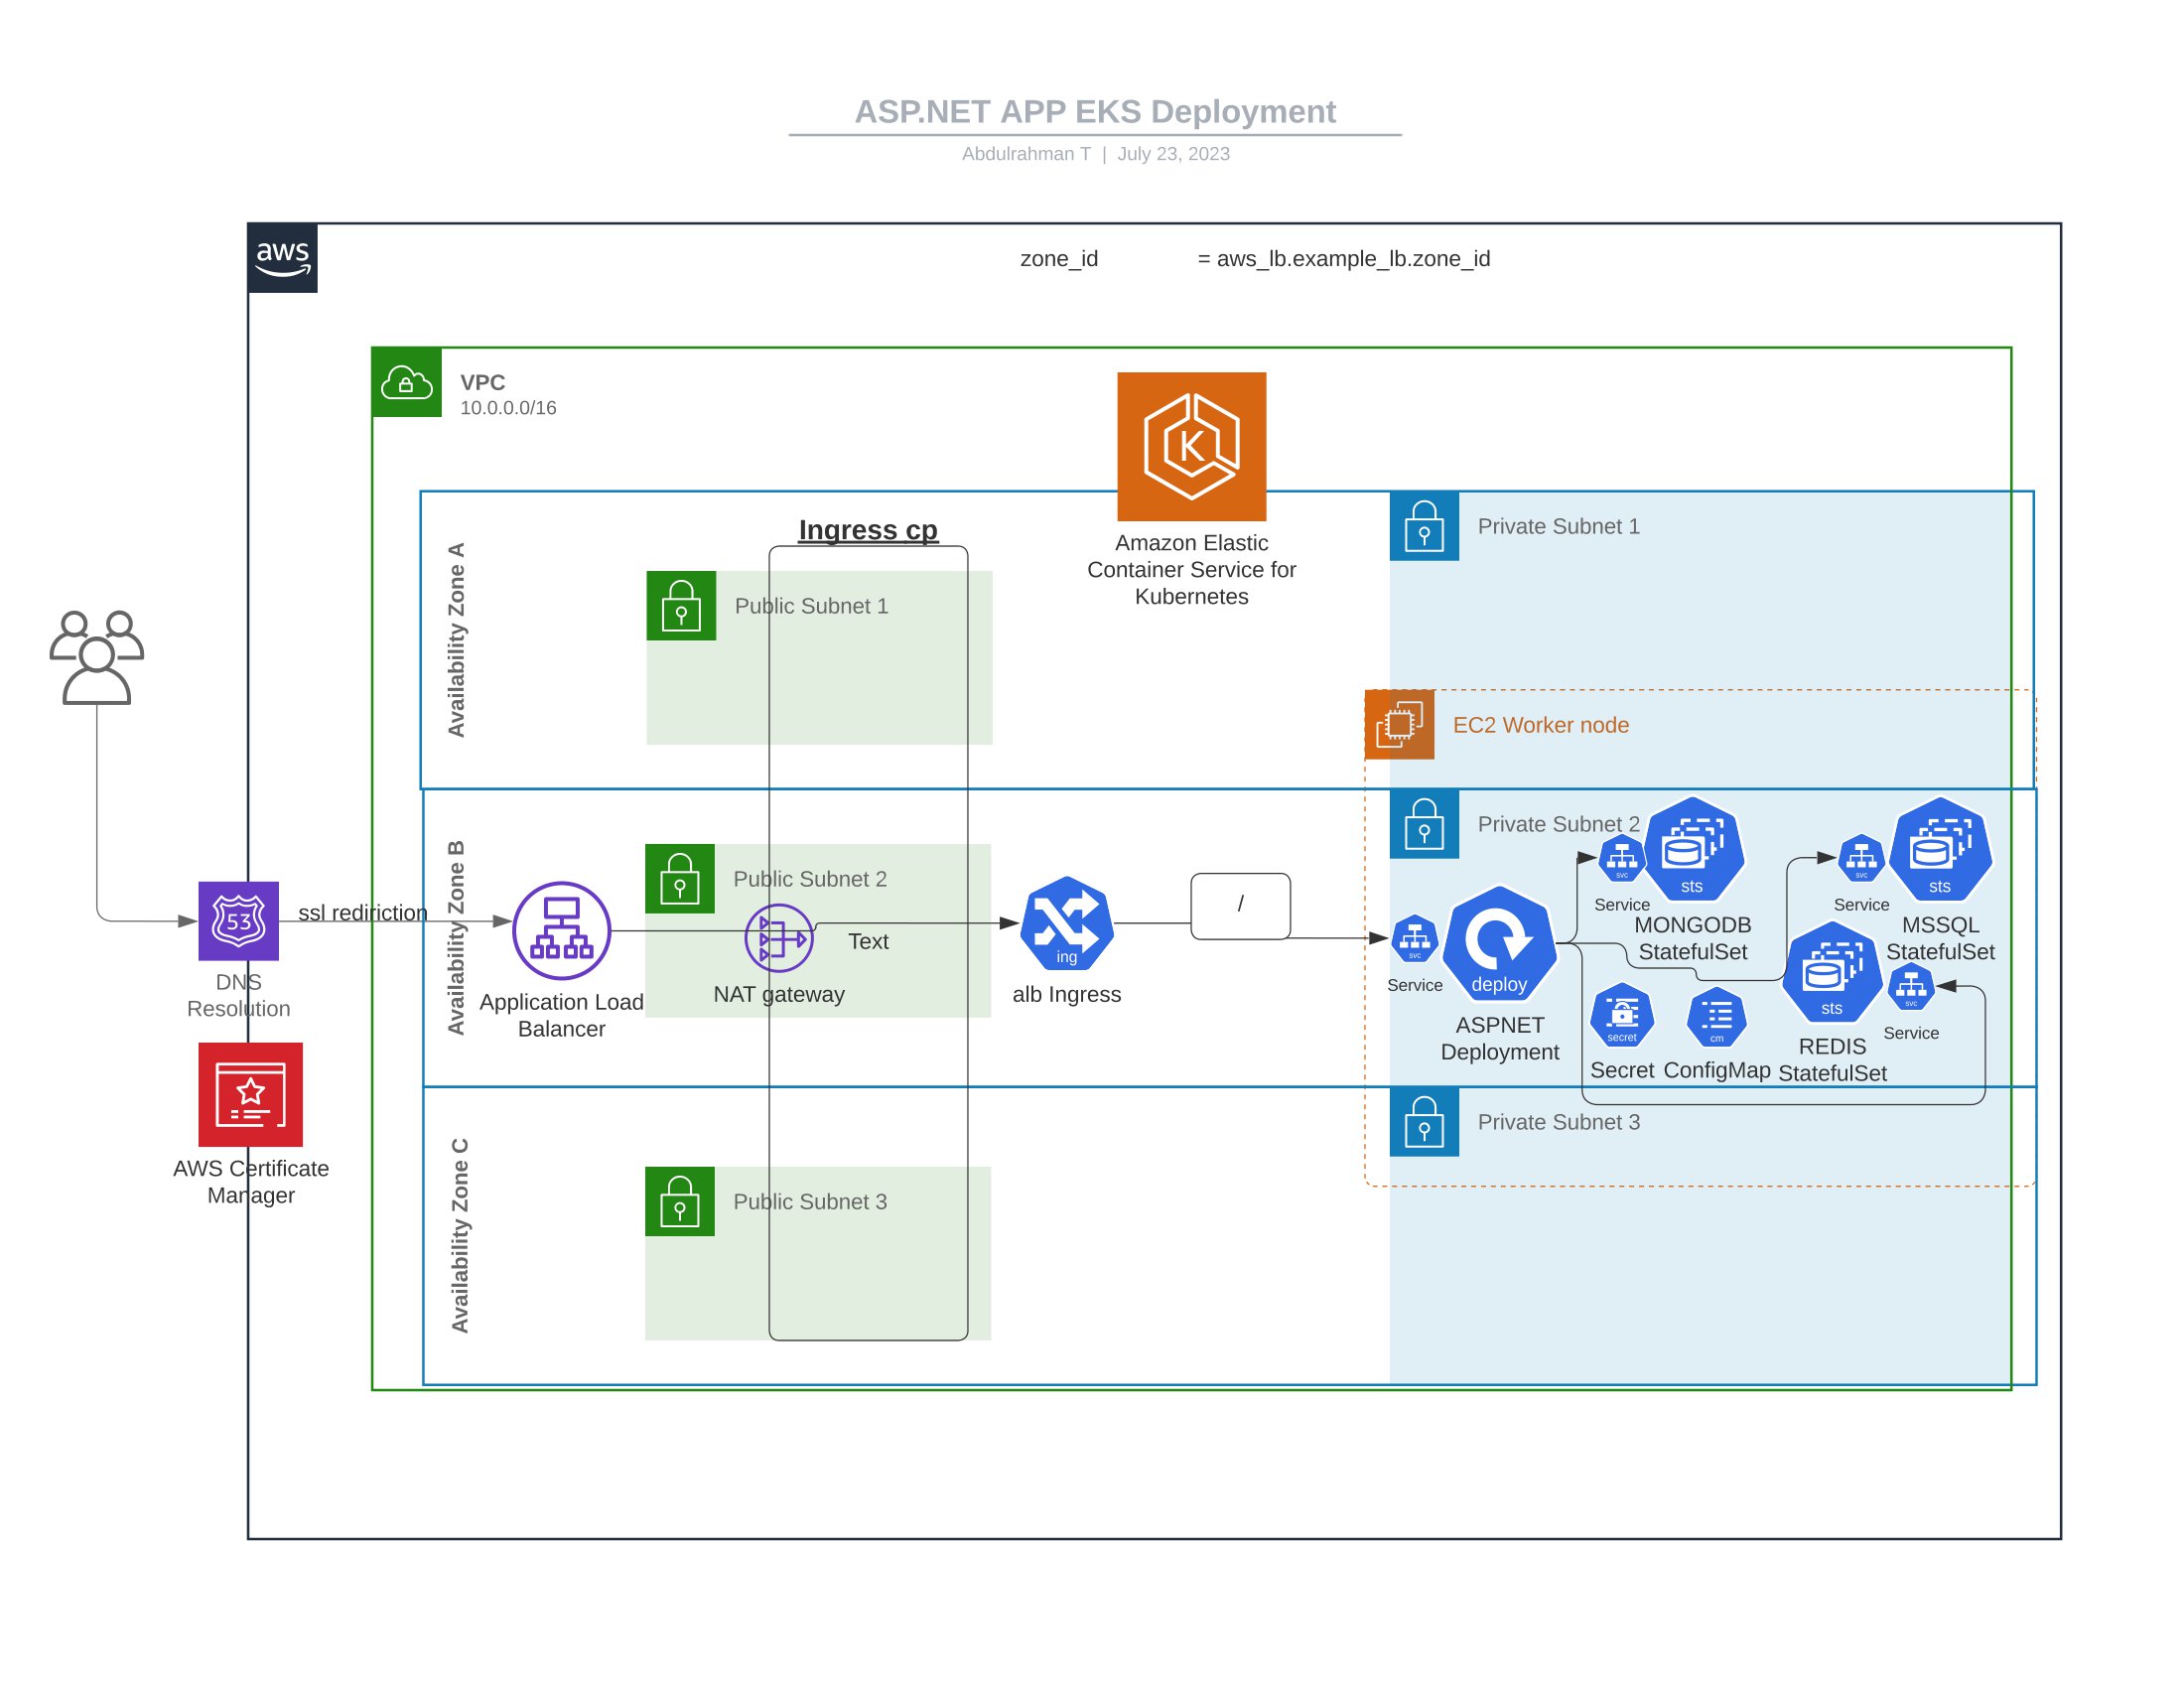 ASP.NET APP EKS Deployment
Abdulrahman T | July 23, 2023
aws
zone_id = aws_lb.example_lb.zone_id
VPC
10.0.0.0/16
K
Amazon Elastic
Container Service for
Kubernetes
Ingress cp
Availability Zone A
Public Subnet 1
Private Subnet 1
EC2 Worker node
Availability Zone B
Public Subnet 2
Private Subnet 2
53
DNS
Resolution
ssl rediriction
Application Load
Balancer
NAT gateway
Text
ing
alb Ingress
/
svc
Service
deploy
ASPNET
Deployment
svc
Service
sts
MONGODB
StatefulSet
svc
Service
sts
MSSQL
StatefulSet
secret
Secret
cm
ConfigMap
sts
REDIS
StatefulSet
svc
Service
AWS Certificate
Manager
Availability Zone C
Public Subnet 3
Private Subnet 3